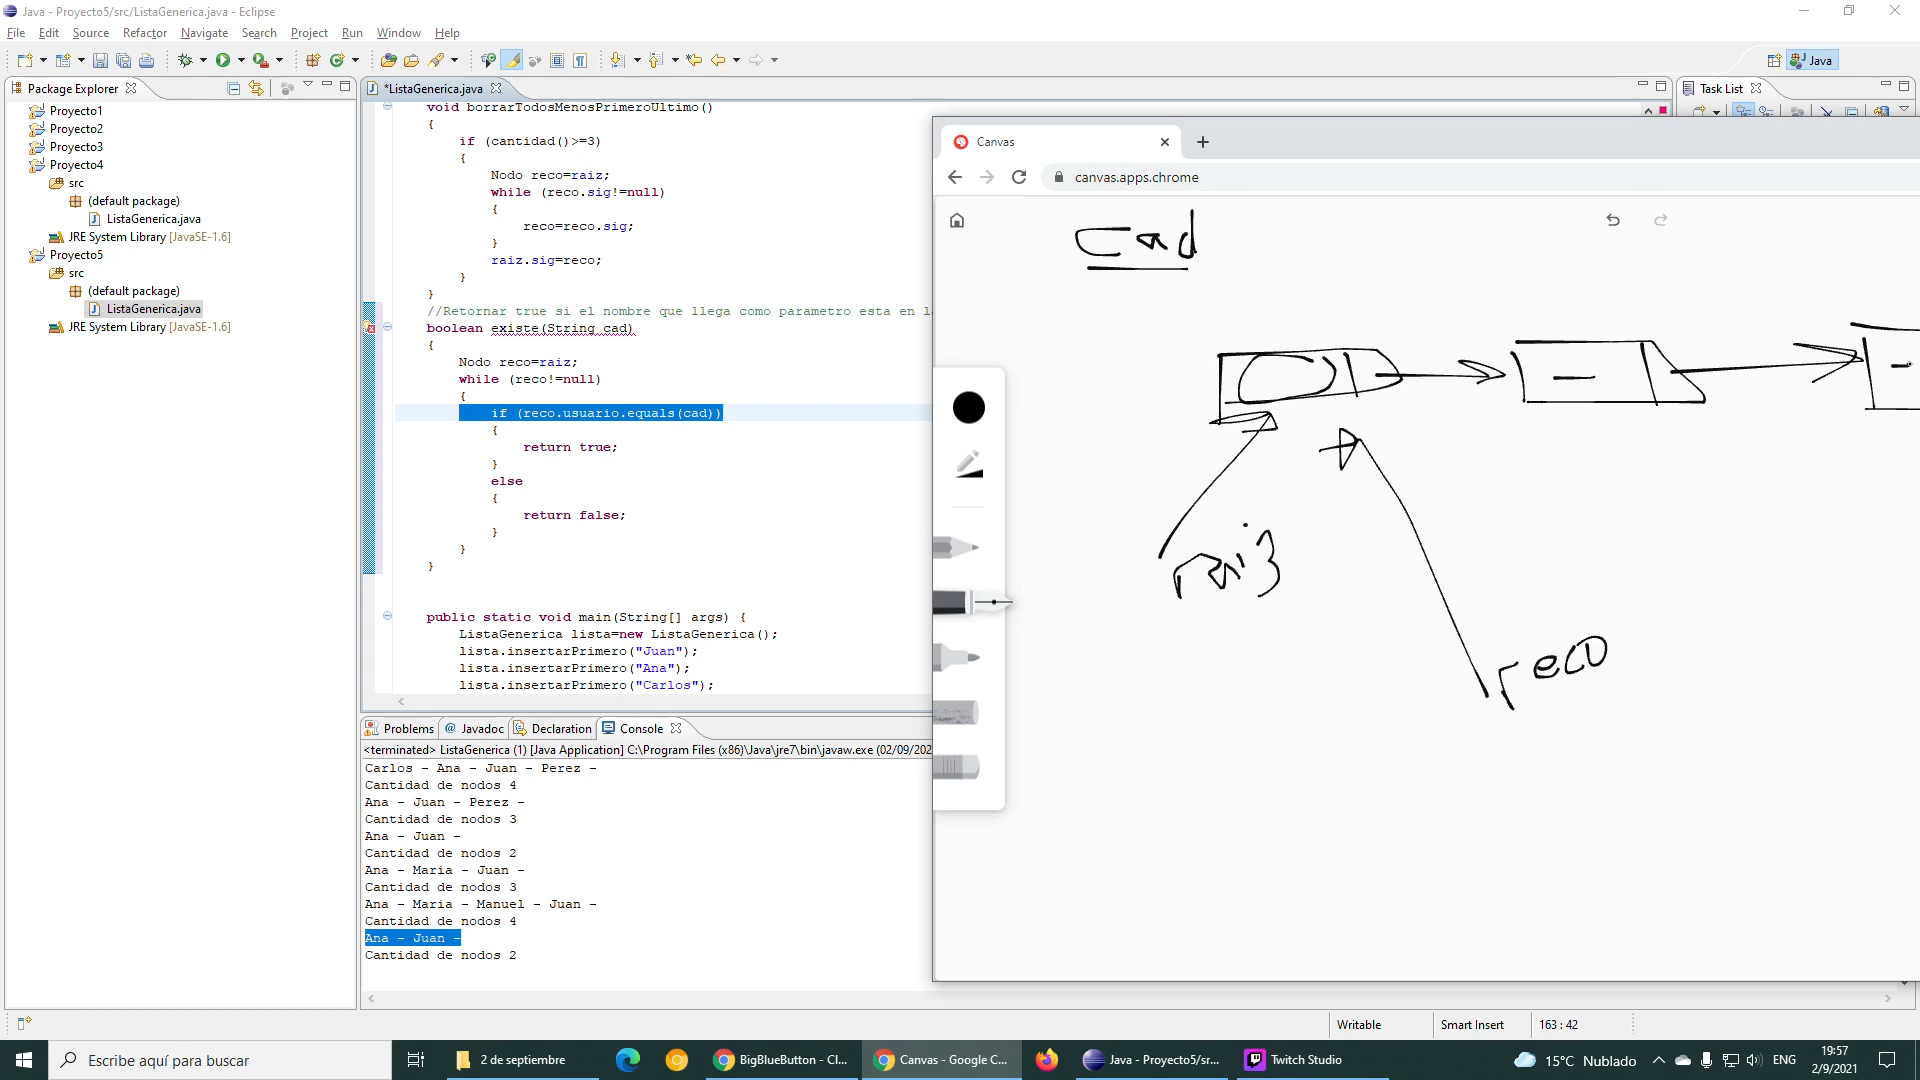 Java - Proyecto5/src/ListaGenerica.java - Eclipse
File Edit Source Refactor Navigate Search Project Run Window Help
Java
Package Explorer
Proyecto1
Proyecto2
Proyecto3
Proyecto4
src
(default package)
ListaGenerica.java
JRE System Library [JavaSE-1.6]
Proyecto5
src
(default package)
ListaGenerica.java
JRE System Library [JavaSE-1.6]
*ListaGenerica.java
void borrarTodosMenosPrimeroUltimo()
{
if (cantidad()>=3)
{
Nodo reco=raiz;
while (reco.sig!=null)
{
reco=reco.sig;
}
raiz.sig=reco;
}
}
//Retornar true si el nombre que llega como parametro esta en l
boolean existe(String cad)
{
Nodo reco=raiz;
while (reco!=null)
{
if (reco.usuario.equals(cad))
{
return true;
}
else
{
return false;
}
}
}
public static void main(String[] args) {
ListaGenerica lista=new ListaGenerica();
lista.insertarPrimero("Juan");
lista.insertarPrimero("Ana");
lista.insertarPrimero("Carlos");
Task List
Canvas
canvas.apps.chrome
cad
raiz
reco
Problems @ Javadoc Declaration Console
<terminated> ListaGenerica (1) [Java Application] C:\Program Files (x86)\Java\jre7\bin\javaw.exe (02/09/202
Carlos - Ana - Juan - Perez -
Cantidad de nodos 4
Ana - Juan - Perez -
Cantidad de nodos 3
Ana - Juan -
Cantidad de nodos 2
Ana - Maria - Juan -
Cantidad de nodos 3
Ana - Maria - Manuel - Juan -
Cantidad de nodos 4
Ana - Juan -
Cantidad de nodos 2
Writable Smart Insert 163 : 42
Escribe aquí para buscar
2 de septiembre
BigBlueButton - Cl...
Canvas - Google C...
Java - Proyecto5/sr...
Twitch Studio
15°C Nublado
ENG
19:57
2/9/2021